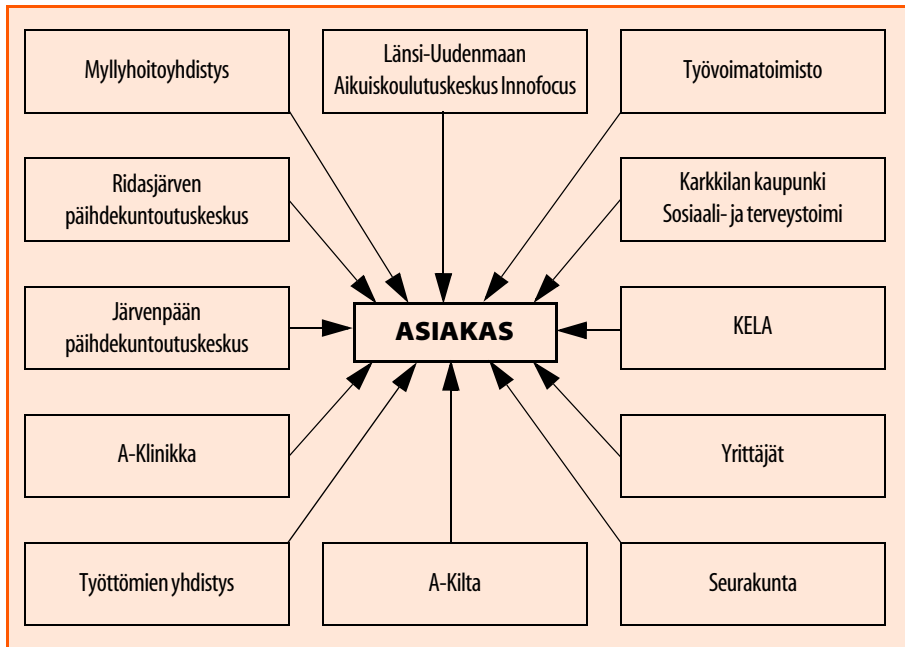 Myllyhoitoyhdistys
Länsi-Uudenmaan
Aikuiskoulutuskeskus Innofocus
Työvoimatoimisto
Ridasjärven
päihdekuntoutuskeskus
Karkkilan kaupunki
Sosiaali- ja terveystoimi
Järvenpään
päihdekuntoutuskeskus
ASIAKAS
KELA
A-Klinikka
Yrittäjät
Työttömien yhdistys
A-Kilta
Seurakunta